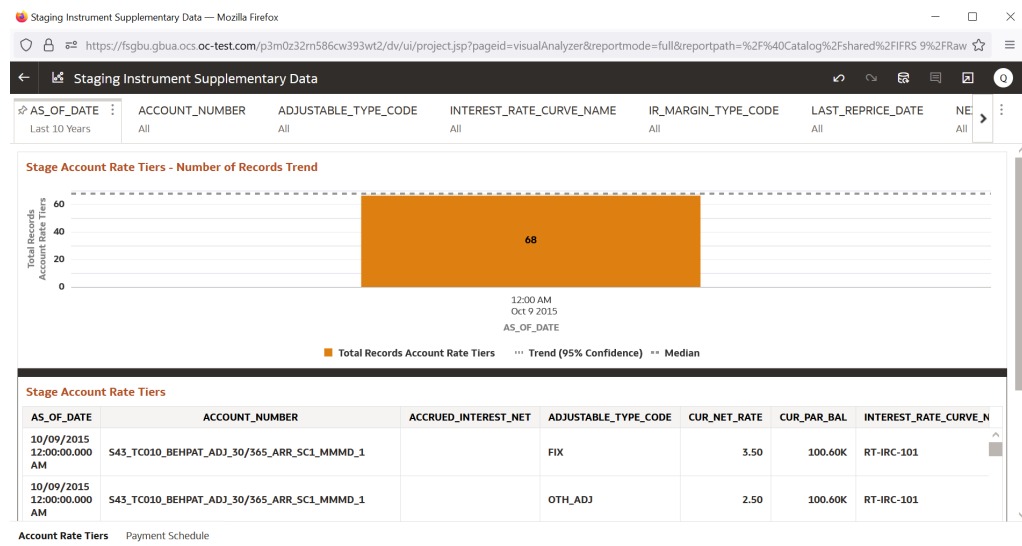 Staging Instrument Supplementary Data — Mozilla Firefox
https://fsgbu.gbua.ocs.oc-test.com/p3m0z32rn586cw393wt2/dv/ui/project.jsp?pageid=visualAnalyzer&reportmode=full&reportpath=%2F%40Catalog%2Fshared%2FIFRS 9%2FRaw
Staging Instrument Supplementary Data
Q
AS_OF_DATE ACCOUNT_NUMBER ADJUSTABLE_TYPE_CODE INTEREST_RATE_CURVE_NAME IR_MARGIN_TYPE_CODE LAST_REPRICE_DATE NE
Last 10 Years All All All All All All
Stage Account Rate Tiers - Number of Records Trend
Total Records
Account Rate Tiers
60
40
20
0
68
12:00 AM
Oct 9 2015
AS_OF_DATE
Total Records Account Rate Tiers Trend (95% Confidence) Median
Stage Account Rate Tiers
AS_OF_DATE ACCOUNT_NUMBER ACCRUED_INTEREST_NET ADJUSTABLE_TYPE_CODE CUR_NET_RATE CUR_PAR_BAL INTEREST_RATE_CURVE_N
10/09/2015
12:00:00.000 S43_TC010_BEHPAT_ADJ_30/365_ARR_SC1_MMMD_1 FIX 3.50 100.60K RT-IRC-101
AM
10/09/2015
12:00:00.000 S43_TC010_BEHPAT_ADJ_30/365_ARR_SC1_MMMD_1 OTH_ADJ 2.50 100.60K RT-IRC-101
AM
Account Rate Tiers Payment Schedule